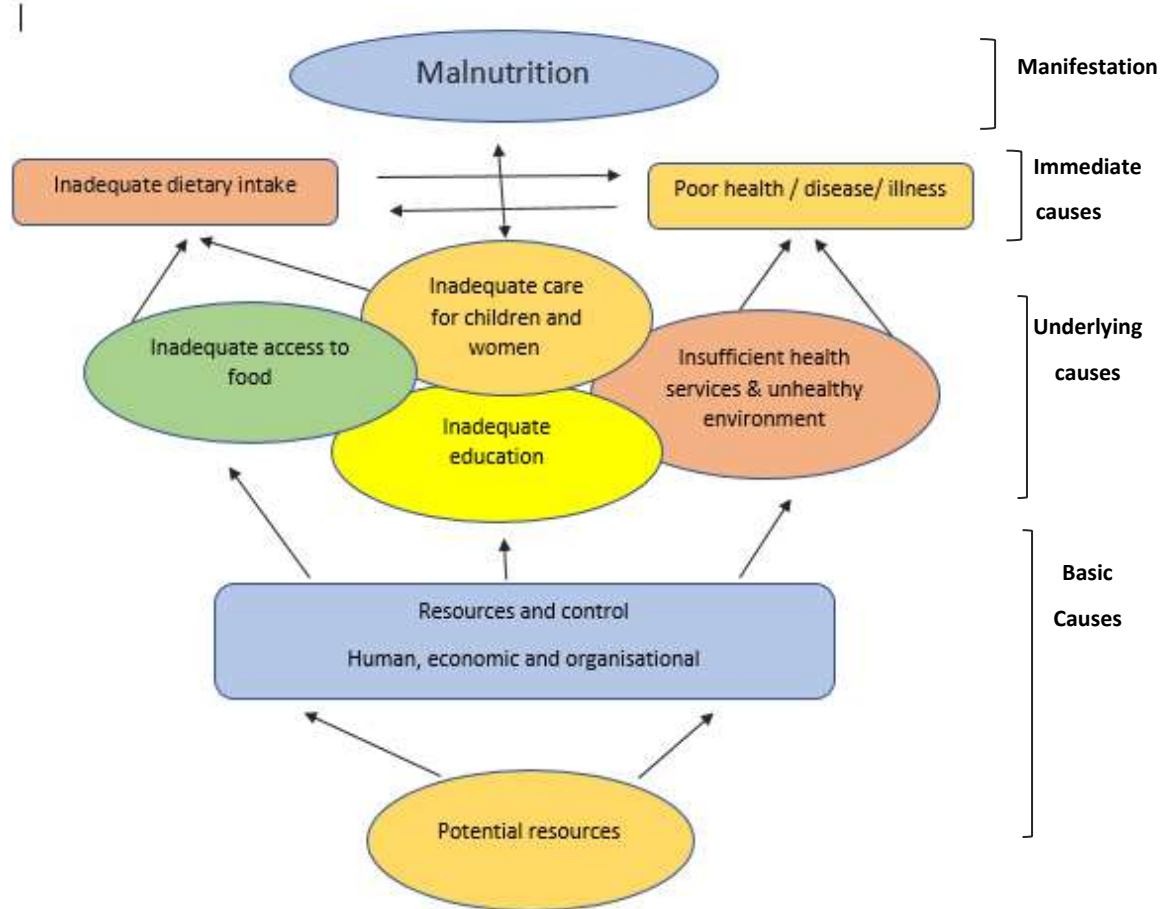 Malnutrition
Manifestation
Inadequate dietary intake
Poor health / disease/ illness
Immediate
causes
Inadequate care
for children and
women
Inadequate access to
food
Insufficient health
services & unhealthy
environment
Underlying
causes
Inadequate
education
Resources and control
Human, economic and organisational
Basic
Causes
Potential resources